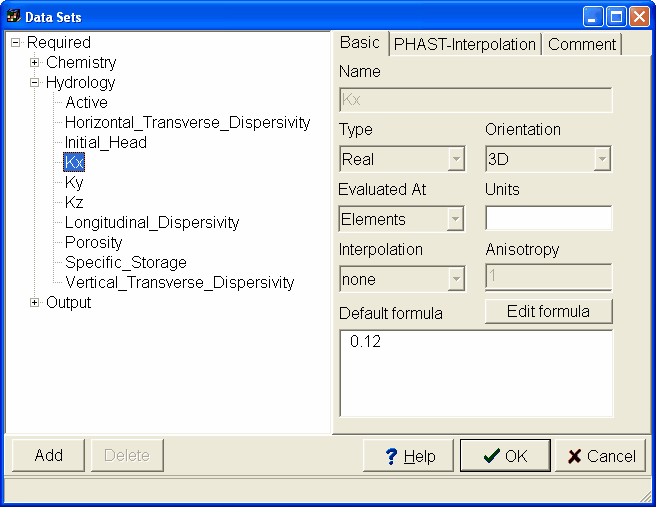 Data Sets
Required
Chemistry
Hydrology
Active
Horizontal_Transverse_Dispersivity
Initial_Head
Kx
Ky
Kz
Longitudinal_Dispersivity
Porosity
Specific_Storage
Vertical_Transverse_Dispersivity
Output
Basic PHAST-Interpolation Comment
Name
Kx
Type Orientation
Real 3D
Evaluated At Units
Elements
Interpolation Anisotropy
none 1
Default formula Edit formula
0.12
Add Delete ? Help OK Cancel